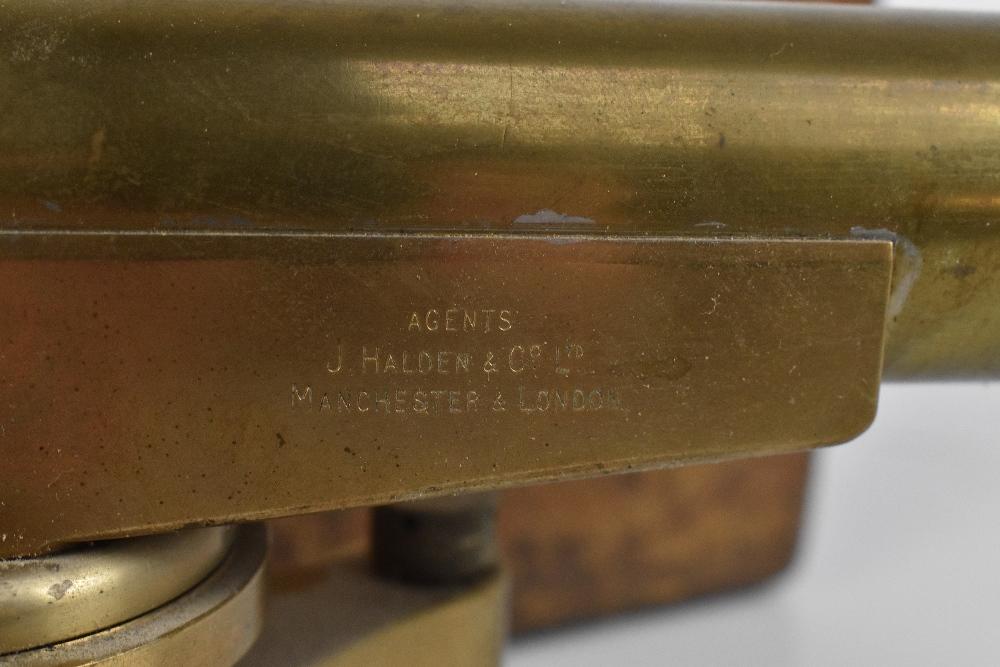 AGENTS
J. HALDEN & CO. LTD
MANCHESTER & LONDON